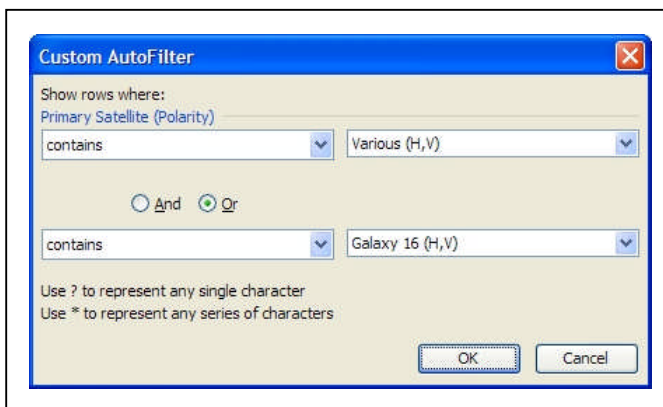 Custom AutoFilter
Show rows where:
Primary Satellite (Polarity)
contains Various (H,V)
And Or
contains Galaxy 16 (H,V)
Use ? to represent any single character
Use * to represent any series of characters
OK Cancel